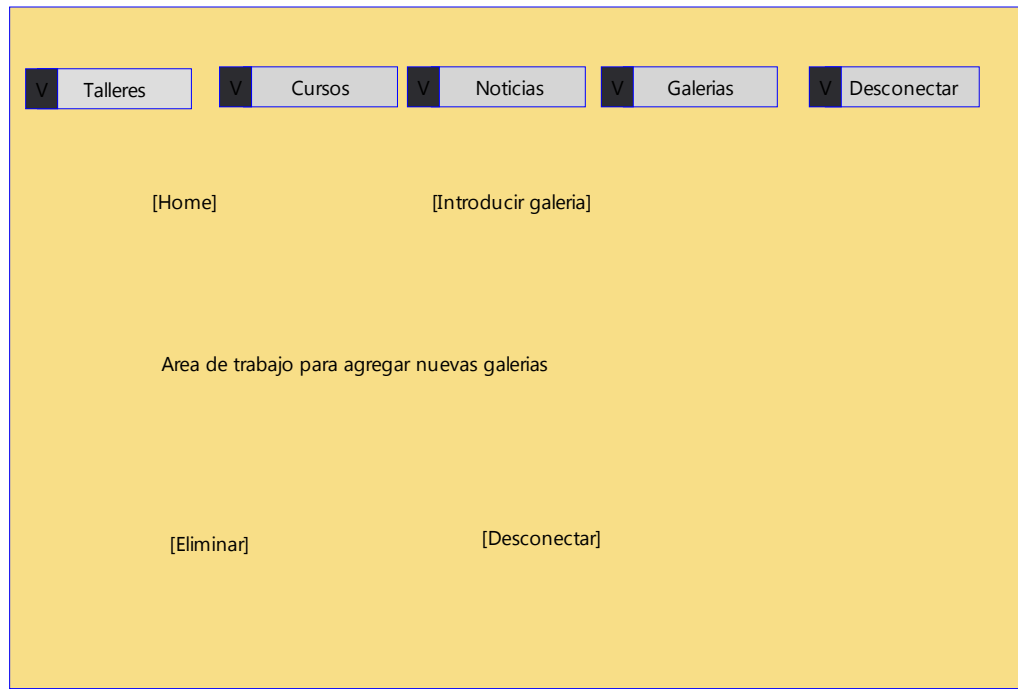 V Talleres V Cursos V Noticias V Galerias V Desconectar
[Home] [Introducir galeria]
Area de trabajo para agregar nuevas galerias
[Eliminar] [Desconectar]